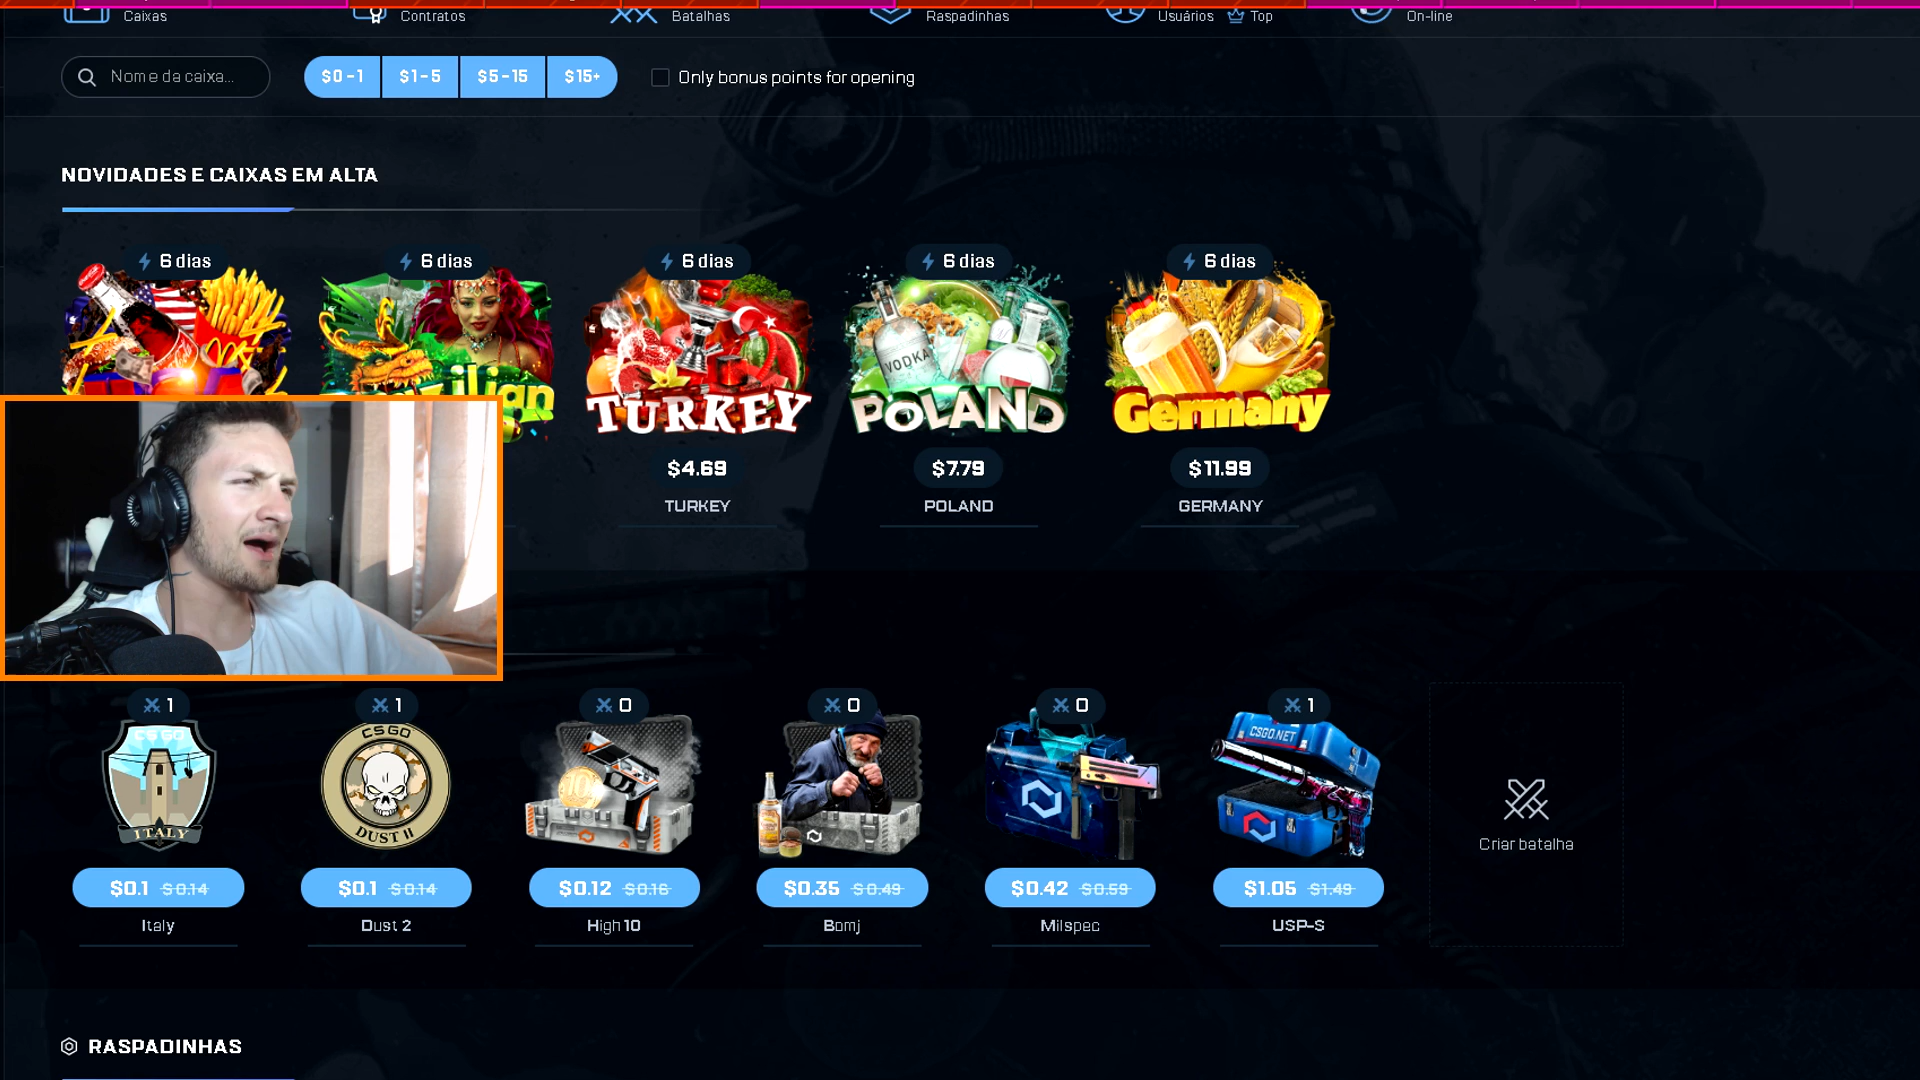 Caixas
Contratos
Batalhas
Raspadinhas
Usuários
Top
On-line
Nome da caixa...
$0-1
$1-5
$5-15
$15+
Only bonus points for opening
NOVIDADES E CAIXAS EM ALTA
6 dias
6 dias
6 dias
6 dias
6 dias
VODKA
TURKEY
POLAND
Germany
$4.69
$7.79
$11.99
TURKEY
POLAND
GERMANY
1
1
0
0
0
1
CS GO
CS GO
CSGO.NET
ITALY
DUST II
Criar batalha
$0.1 $0.14
$0.1 $0.14
$0.12 $0.16
$0.35 $0.49
$0.42 $0.59
$1.05 $1.49
Italy
Dust 2
High 10
Bomj
Milspec
USP-S
RASPADINHAS